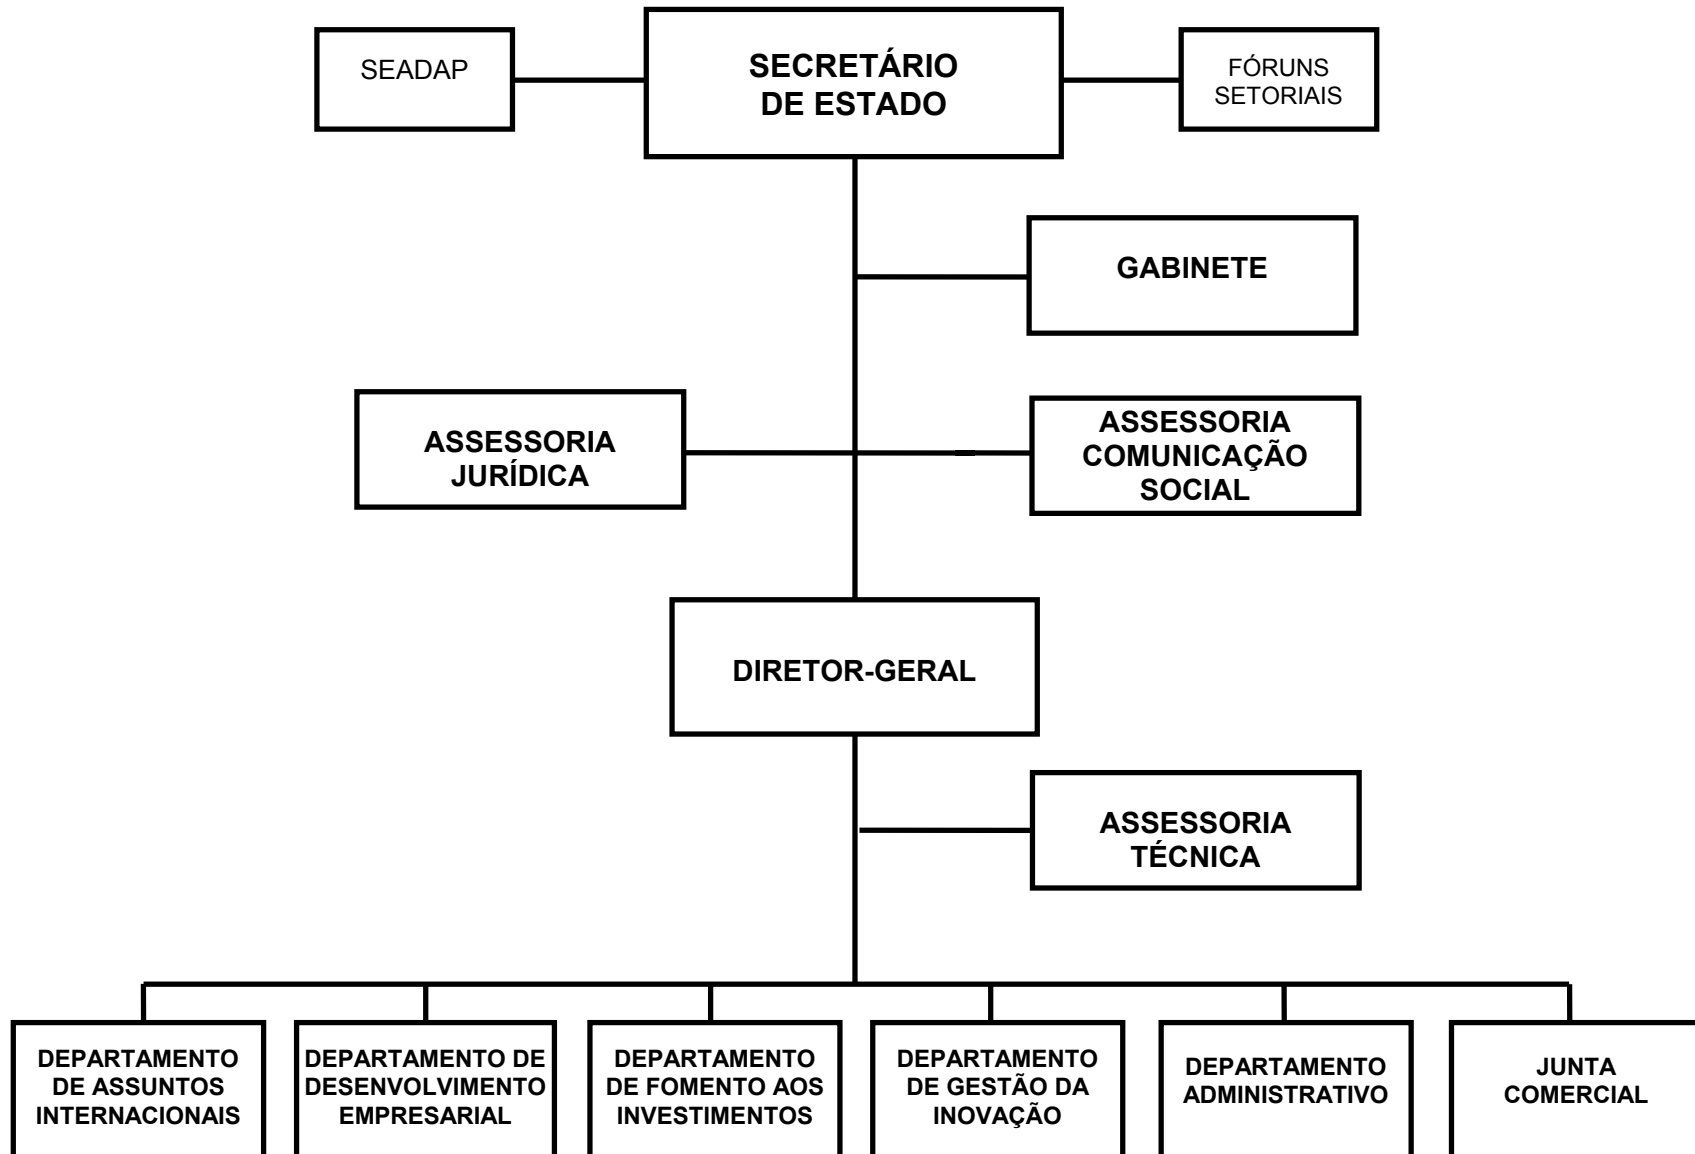 SEADAP
SECRETÁRIO
DE ESTADO
FÓRUNS
SETORIAIS
GABINETE
ASSESSORIA
JURÍDICA
ASSESSORIA
COMUNICAÇÃO
SOCIAL
DIRETOR-GERAL
ASSESSORIA
TÉCNICA
DEPARTAMENTO
DE ASSUNTOS
INTERNACIONAIS
DEPARTAMENTO DE
DESENVOLVIMENTO
EMPRESARIAL
DEPARTAMENTO
DE FOMENTO AOS
INVESTIMENTOS
DEPARTAMENTO
DE GESTÃO DA
INOVAÇÃO
DEPARTAMENTO
ADMINISTRATIVO
JUNTA
COMERCIAL